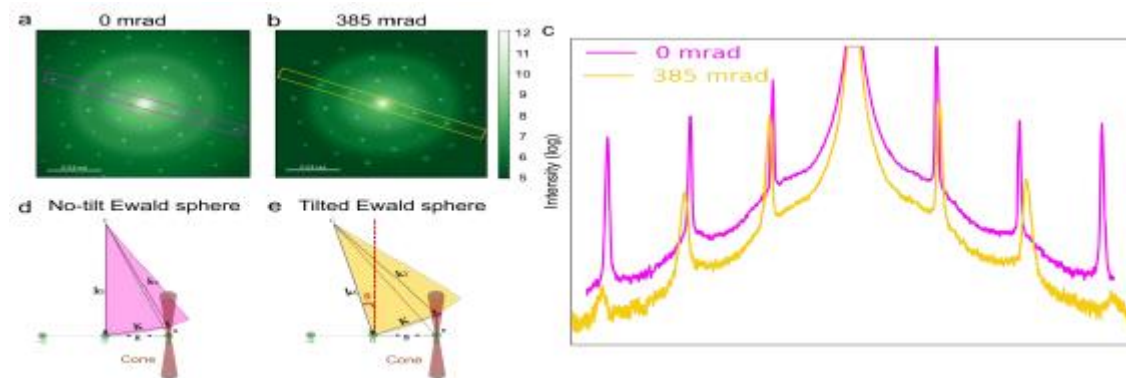 a
0 mrad
b
385 mrad
12
11
10
9
8
7
6
5
c
0 mrad
385 mrad
Intensity (log)
d
No-tilt Ewald sphere
e
Tilted Ewald sphere
Cone
Cone